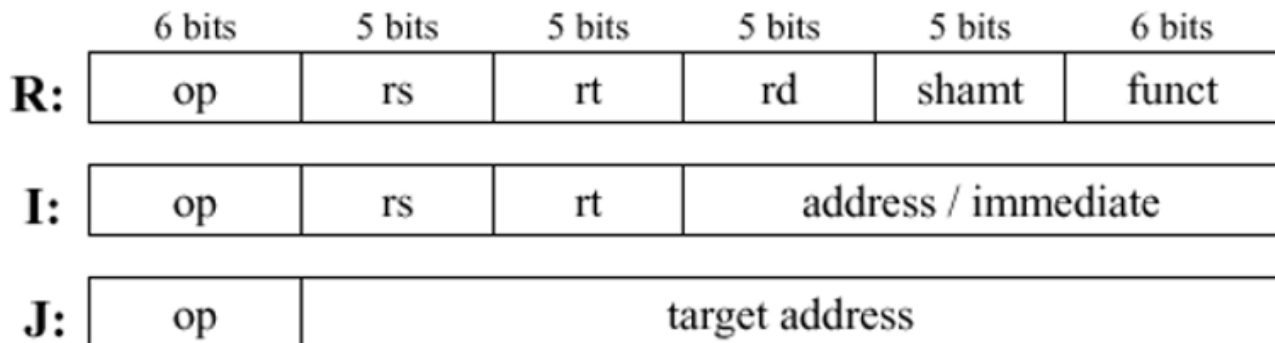 6 bits 5 bits 5 bits 5 bits 5 bits 6 bits
R: op rs rt rd shamt funct
I: op rs rt address / immediate
J: op target address